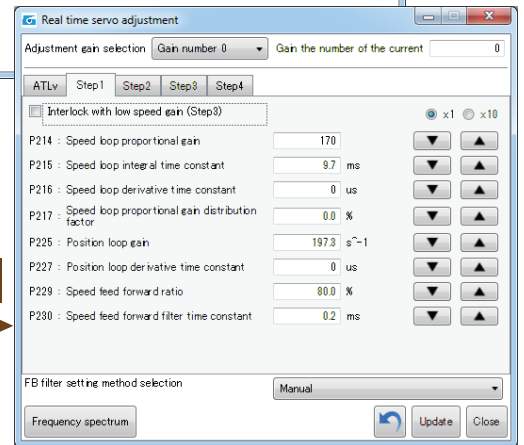 Real time servo adjustment
Adjustment gain selection Gain number 0 Gain the number of the current 0
ATLv Step1 Step2 Step3 Step4
Interlock with low speed gain (Step3) x1 x10
P214 : Speed loop proportional gain 170
P215 : Speed loop integral time constant 9.7 ms
P216 : Speed loop derivative time constant 0 us
P217 : Speed loop proportional gain distribution
factor 0.0 %
P225 : Position loop gain 197.3 s^-1
P227 : Position loop derivative time constant 0 us
P229 : Speed feed forward ratio 80.0 %
P230 : Speed feed forward filter time constant 0.2 ms
FB filter setting method selection Manual
Frequency spectrum Update Close